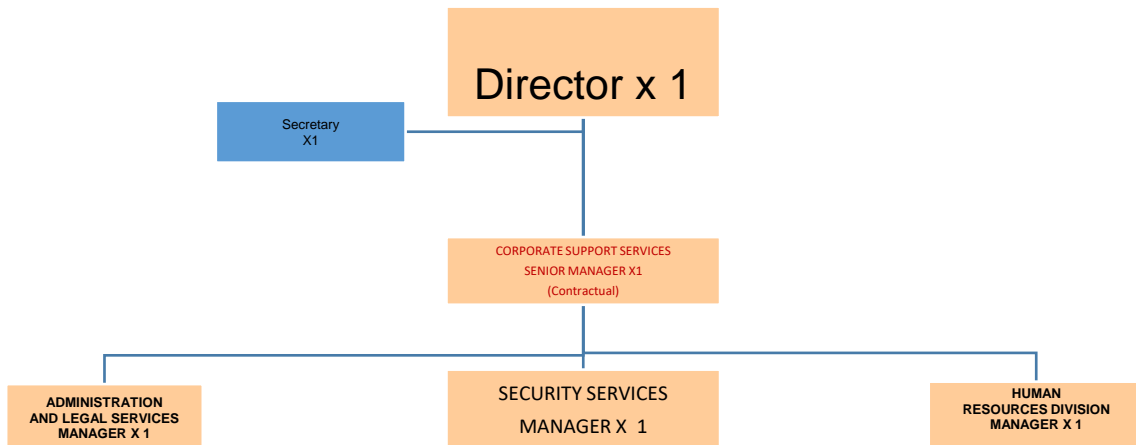 Director x 1
Secretary
X1
CORPORATE SUPPORT SERVICES
SENIOR MANAGER X1
(Contractual)
ADMINISTRATION
AND LEGAL SERVICES
MANAGER X 1
SECURITY SERVICES
MANAGER X 1
HUMAN
RESOURCES DIVISION
MANAGER X 1